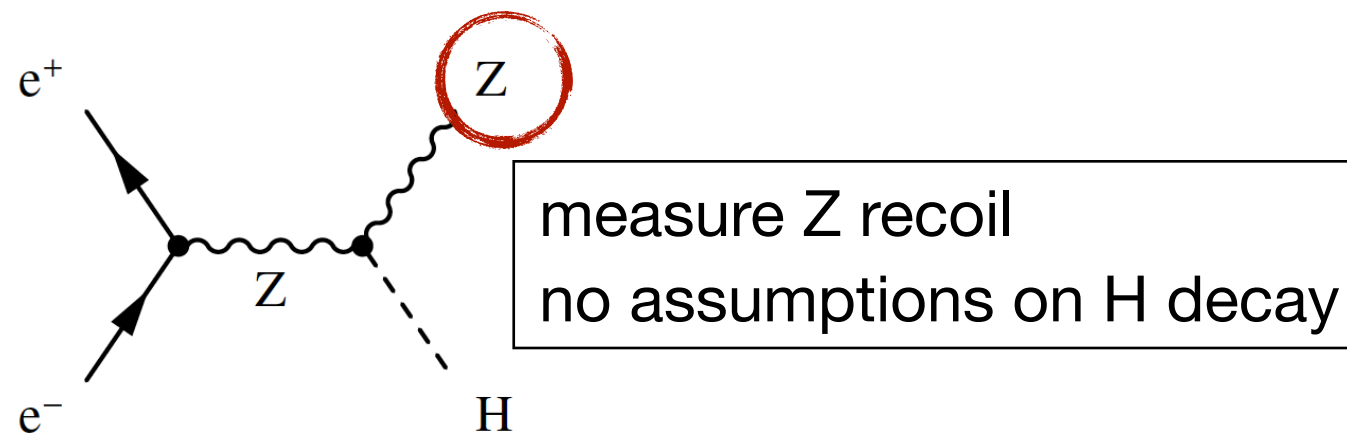 e⁺
Z
measure Z recoil
no assumptions on H decay
Z
e⁻
H